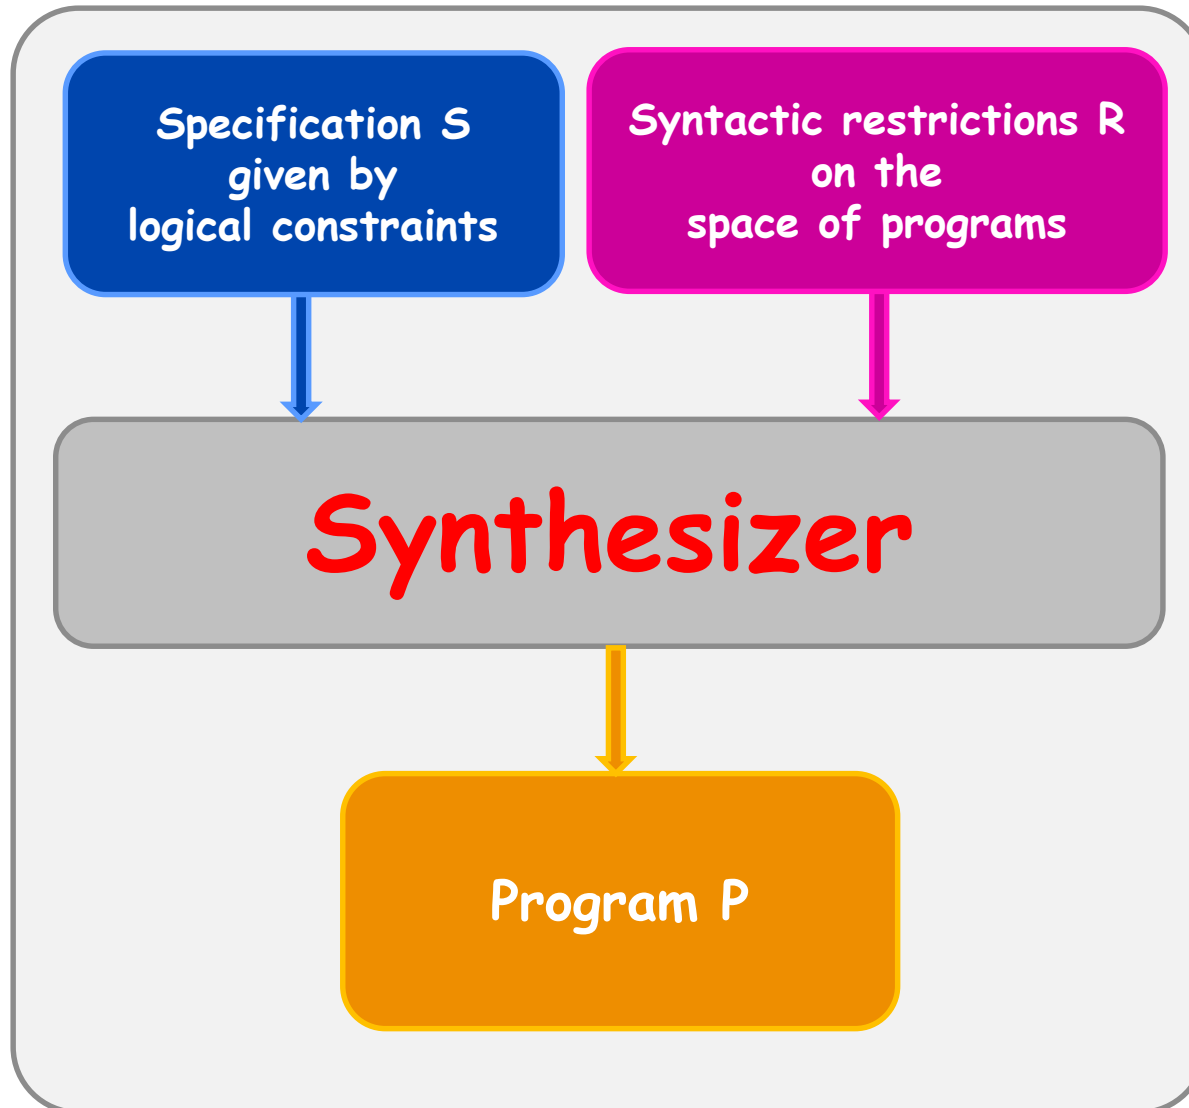 Specification S
given by
logical constraints
Syntactic restrictions R
on the
space of programs
Synthesizer
Program P